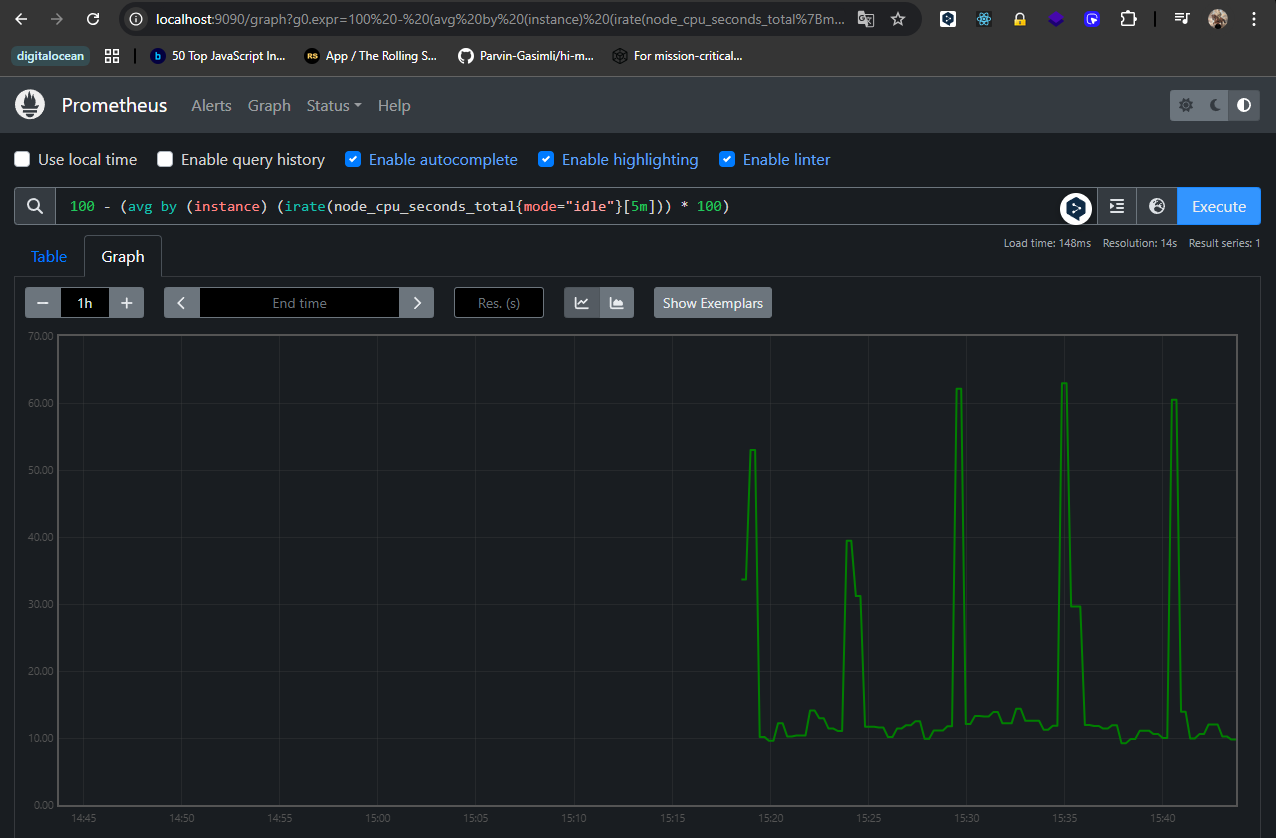 localhost:9090/graph?g0.expr=100%20-%20(avg%20by%20(instance)%20(irate(node_cpu_seconds_total%7Bm...
digitalocean
b 50 Top JavaScript In...
RS App / The Rolling S...
Parvin-Gasimli/hi-m...
For mission-critical...
Prometheus Alerts Graph Status Help
Use local time Enable query history Enable autocomplete Enable highlighting Enable linter
100 - (avg by (instance) (irate(node_cpu_seconds_total{mode="idle"}[5m])) * 100)
Execute
Load time: 148ms Resolution: 14s Result series: 1
Table Graph
1h
End time
Res. (s)
Show Exemplars
70.00
60.00
50.00
40.00
30.00
20.00
10.00
0.00
14:45 14:50 14:55 15:00 15:05 15:10 15:15 15:20 15:25 15:30 15:35 15:40